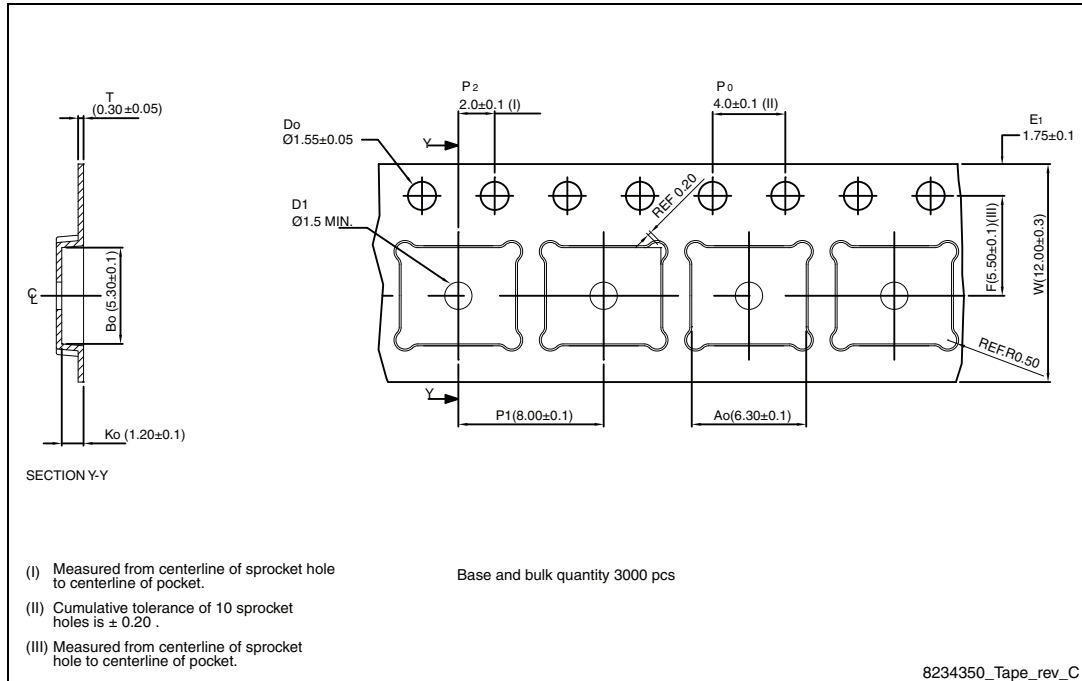 T
(0.30 ±0.05)
P2
2.0±0.1 (I)
P0
4.0±0.1 (II)
E1
1.75±0.1
Do
Ø1.55±0.05
Y
D1
Ø1.5 MIN.
REF 0.20
F(5.50±0.1)(III)
W(12.00±0.3)
CL
Bo (5.30±0.1)
REF.R0.50
Y
P1(8.00±0.1)
Ao(6.30±0.1)
Ko (1.20±0.1)
SECTION Y-Y
(I) Measured from centerline of sprocket hole
to centerline of pocket.
Base and bulk quantity 3000 pcs
(II) Cumulative tolerance of 10 sprocket
holes is ± 0.20 .
(III) Measured from centerline of sprocket
hole to centerline of pocket.
8234350_Tape_rev_C